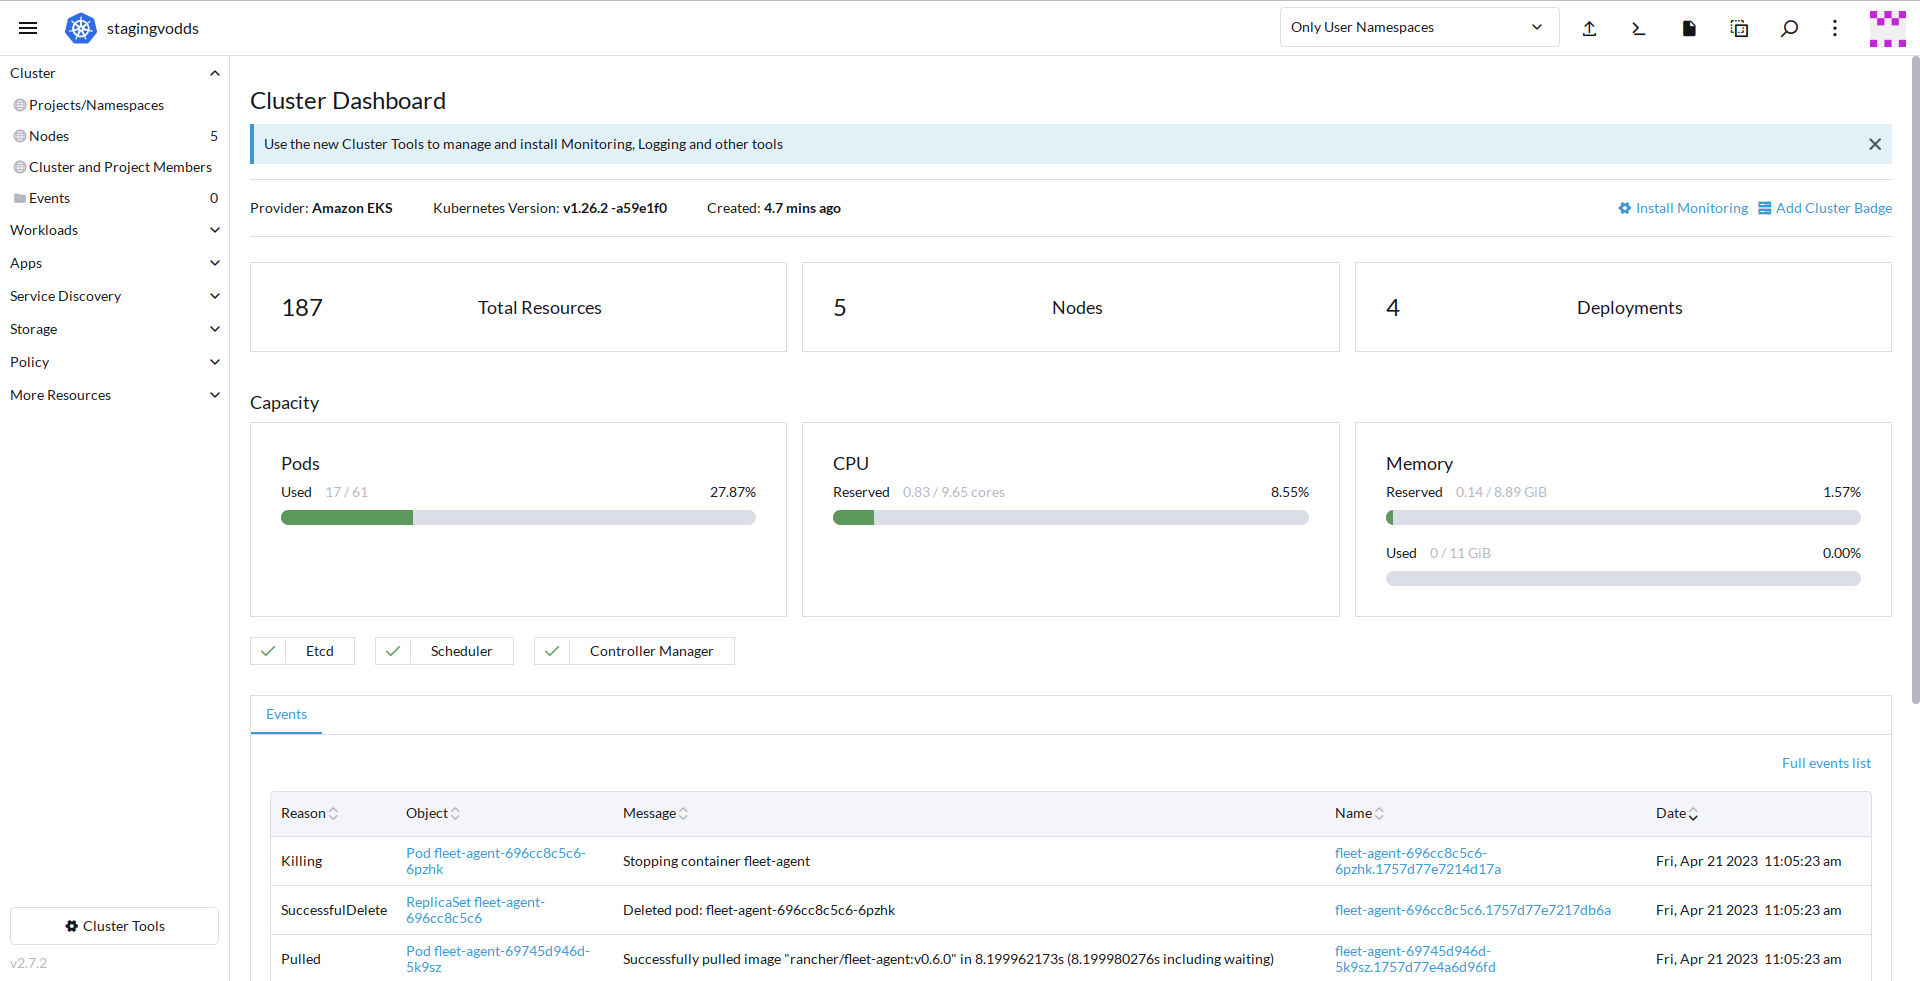 stagingvodds
Only User Namespaces
Cluster
Projects/Namespaces
Nodes 5
Cluster and Project Members
Events 0
Workloads
Apps
Service Discovery
Storage
Policy
More Resources
Cluster Tools
v2.7.2
Cluster Dashboard
Use the new Cluster Tools to manage and install Monitoring, Logging and other tools
Provider: Amazon EKS Kubernetes Version: v1.26.2 -a59e1f0 Created: 4.7 mins ago Install Monitoring Add Cluster Badge
187 Total Resources
5 Nodes
4 Deployments
Capacity
Pods
Used 17 / 61 27.87%
CPU
Reserved 0.83 / 9.65 cores 8.55%
Memory
Reserved 0.14 / 8.89 GiB 1.57%
Used 0 / 11 GiB 0.00%
Etcd Scheduler Controller Manager
Events
Full events list
Reason Object Message Name Date
Killing
Pod fleet-agent-696cc8c5c6-
6pzhk
Stopping container fleet-agent
fleet-agent-696cc8c5c6-
6pzhk.1757d77e7214d17a
Fri, Apr 21 2023 11:05:23 am
SuccessfulDelete
ReplicaSet fleet-agent-
696cc8c5c6
Deleted pod: fleet-agent-696cc8c5c6-6pzhk
fleet-agent-696cc8c5c6.1757d77e7217db6a
Fri, Apr 21 2023 11:05:23 am
Pulled
Pod fleet-agent-69745d946d-
5k9sz
Successfully pulled image "rancher/fleet-agent:v0.6.0" in 8.199962173s (8.199980276s including waiting)
fleet-agent-69745d946d-
5k9sz.1757d77e4a6d96fd
Fri, Apr 21 2023 11:05:23 am